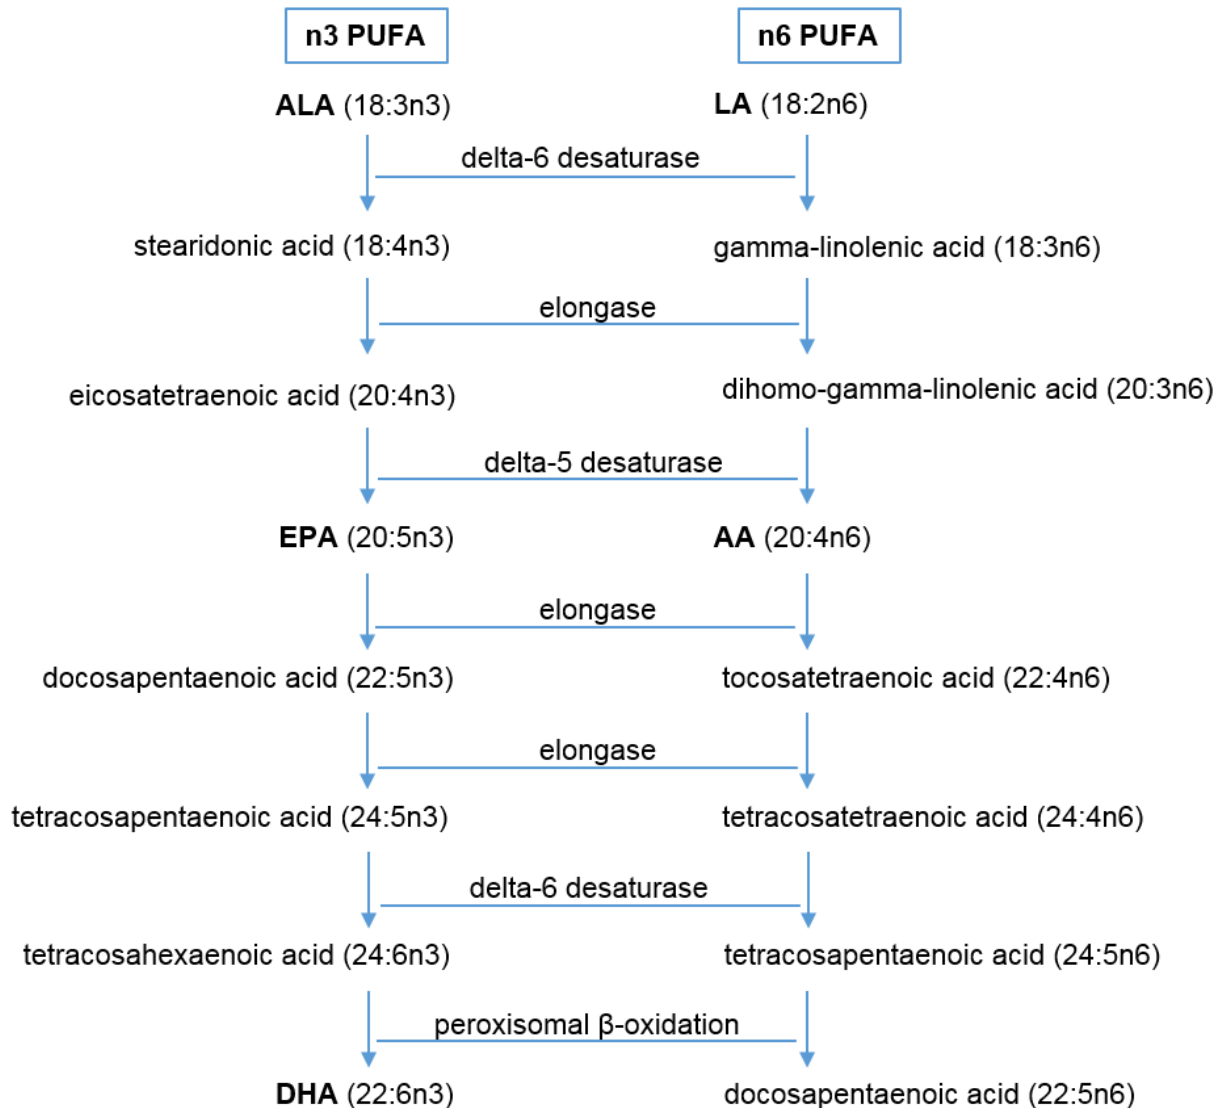 n3 PUFA n6 PUFA
ALA (18:3n3) LA (18:2n6)
delta-6 desaturase
stearidonic acid (18:4n3) gamma-linolenic acid (18:3n6)
elongase
eicosatetraenoic acid (20:4n3) dihomo-gamma-linolenic acid (20:3n6)
delta-5 desaturase
EPA (20:5n3) AA (20:4n6)
elongase
docosapentaenoic acid (22:5n3) tocosatetraenoic acid (22:4n6)
elongase
tetracosapentaenoic acid (24:5n3) tetracosatetraenoic acid (24:4n6)
delta-6 desaturase
tetracosahexaenoic acid (24:6n3) tetracosapentaenoic acid (24:5n6)
peroxisomal β-oxidation
DHA (22:6n3) docosapentaenoic acid (22:5n6)